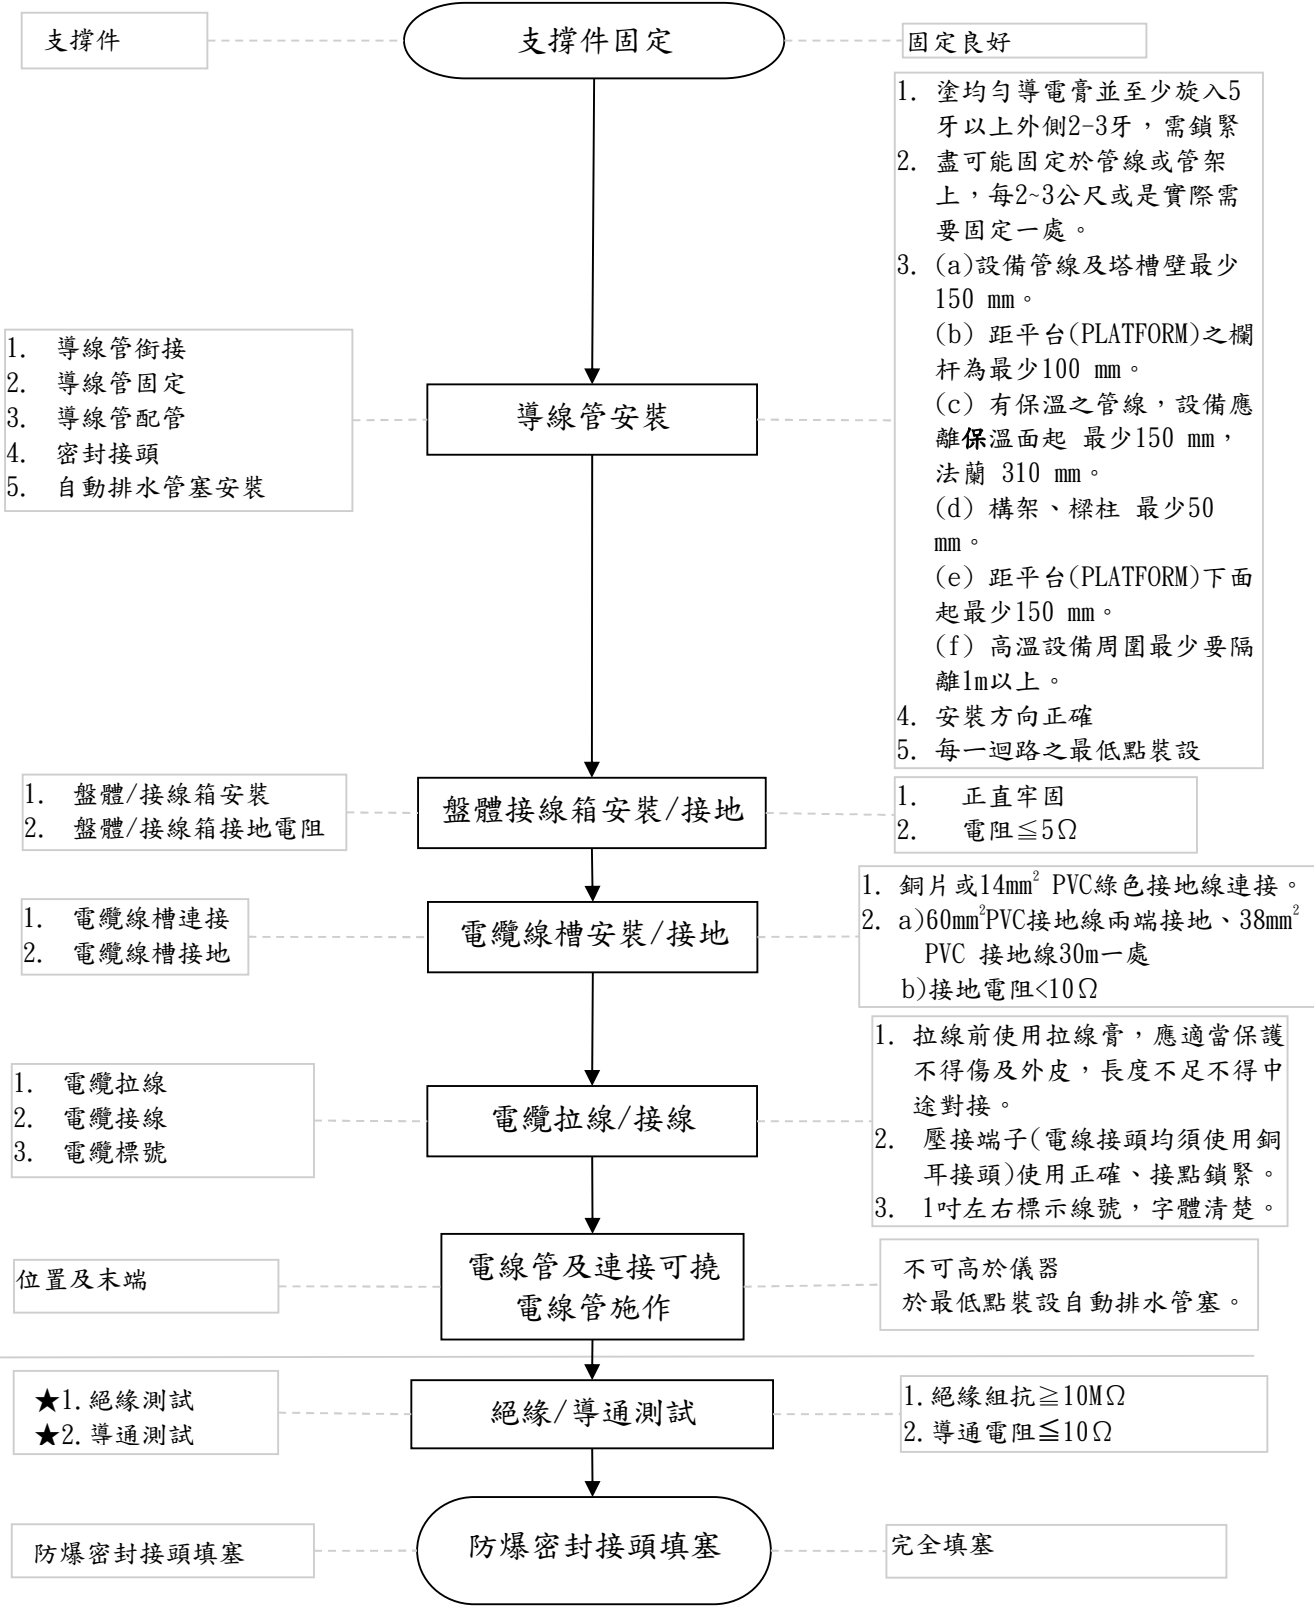 支撐件
支撐件固定
固定良好
1. 塗均勻導電膏並至少旋入5
牙以上外側2-3牙，需鎖緊
2. 盡可能固定於管線或管架
上，每2~3公尺或是實際需
要固定一處。
3. (a)設備管線及塔槽壁最少
150 mm。
(b) 距平台(PLATFORM)之欄
杆為最少100 mm。
(c) 有保溫之管線，設備應
離保溫面起 最少150 mm，
法蘭 310 mm。
(d) 構架、樑柱 最少50
mm。
(e) 距平台(PLATFORM)下面
起最少150 mm。
(f) 高溫設備周圍最少要隔
離1m以上。
4. 安裝方向正確
5. 每一迴路之最低點裝設
1. 導線管銜接
2. 導線管固定
3. 導線管配管
4. 密封接頭
5. 自動排水管塞安裝
導線管安裝
1. 盤體/接線箱安裝
2. 盤體/接線箱接地電阻
盤體接線箱安裝/接地
1. 正直牢固
2. 電阻≦5Ω
1. 電纜線槽連接
2. 電纜線槽接地
電纜線槽安裝/接地
1. 銅片或14mm² PVC綠色接地線連接。
2. a)60mm²PVC接地線兩端接地、38mm²
PVC 接地線30m一處
b)接地電阻<10Ω
1. 電纜拉線
2. 電纜接線
3. 電纜標號
電纜拉線/接線
1. 拉線前使用拉線膏，應適當保護
不得傷及外皮，長度不足不得中
途對接。
2. 壓接端子(電線接頭均須使用銅
耳接頭)使用正確、接點鎖緊。
3. 1吋左右標示線號，字體清楚。
位置及末端
電線管及連接可撓
電線管施作
不可高於儀器
於最低點裝設自動排水管塞。
★1.絕緣測試
★2.導通測試
絕緣/導通測試
1.絕緣組抗≧10MΩ
2.導通電阻≦10Ω
防爆密封接頭填塞
防爆密封接頭填塞
完全填塞